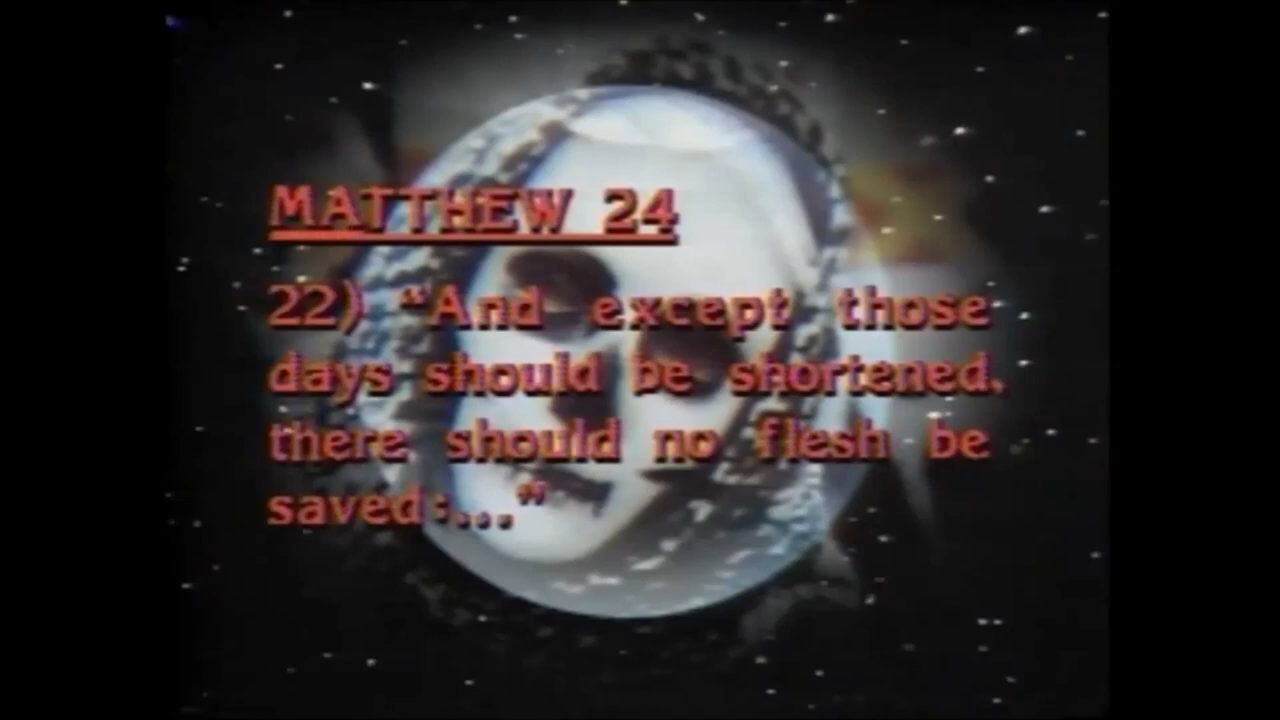 MATTHEW 24
22) "And except those
days should be shortened,
there should no flesh be
saved:..."